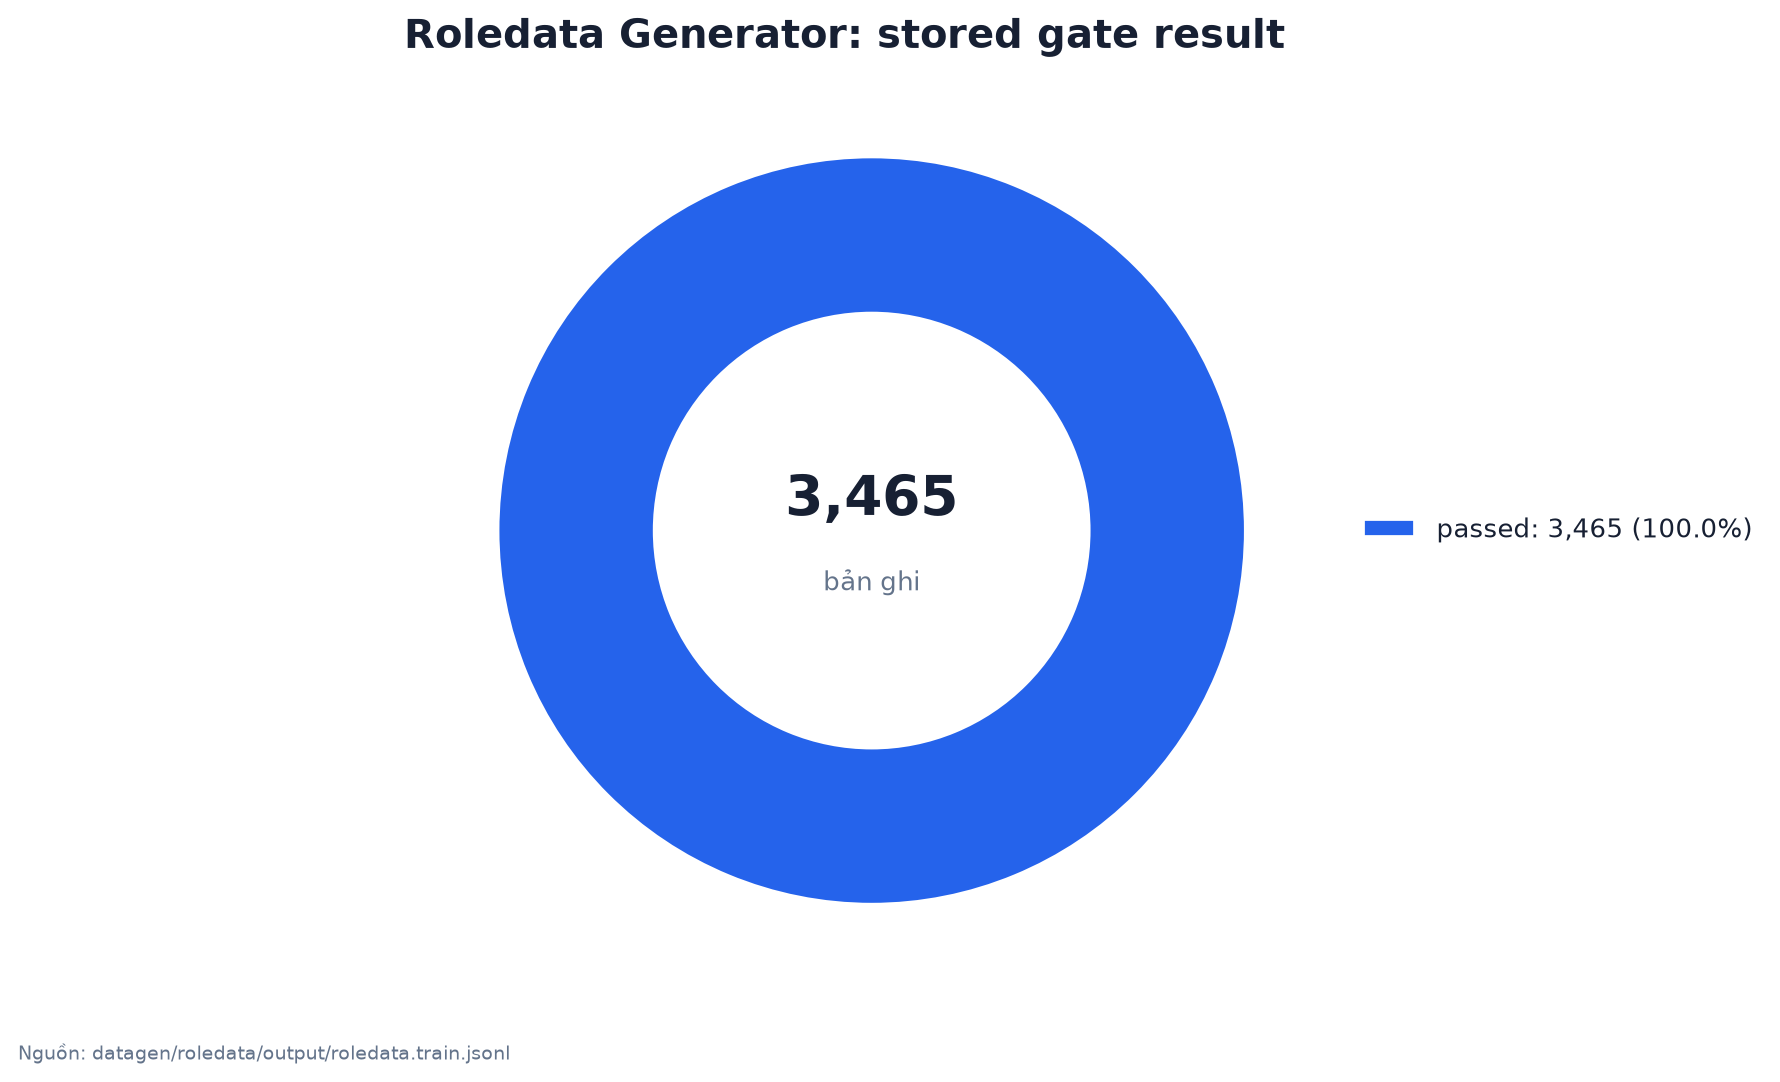 Roledata Generator: stored gate result
3,465
bản ghi
passed: 3,465 (100.0%)
Nguồn: datagen/roledata/output/roledata.train.jsonl